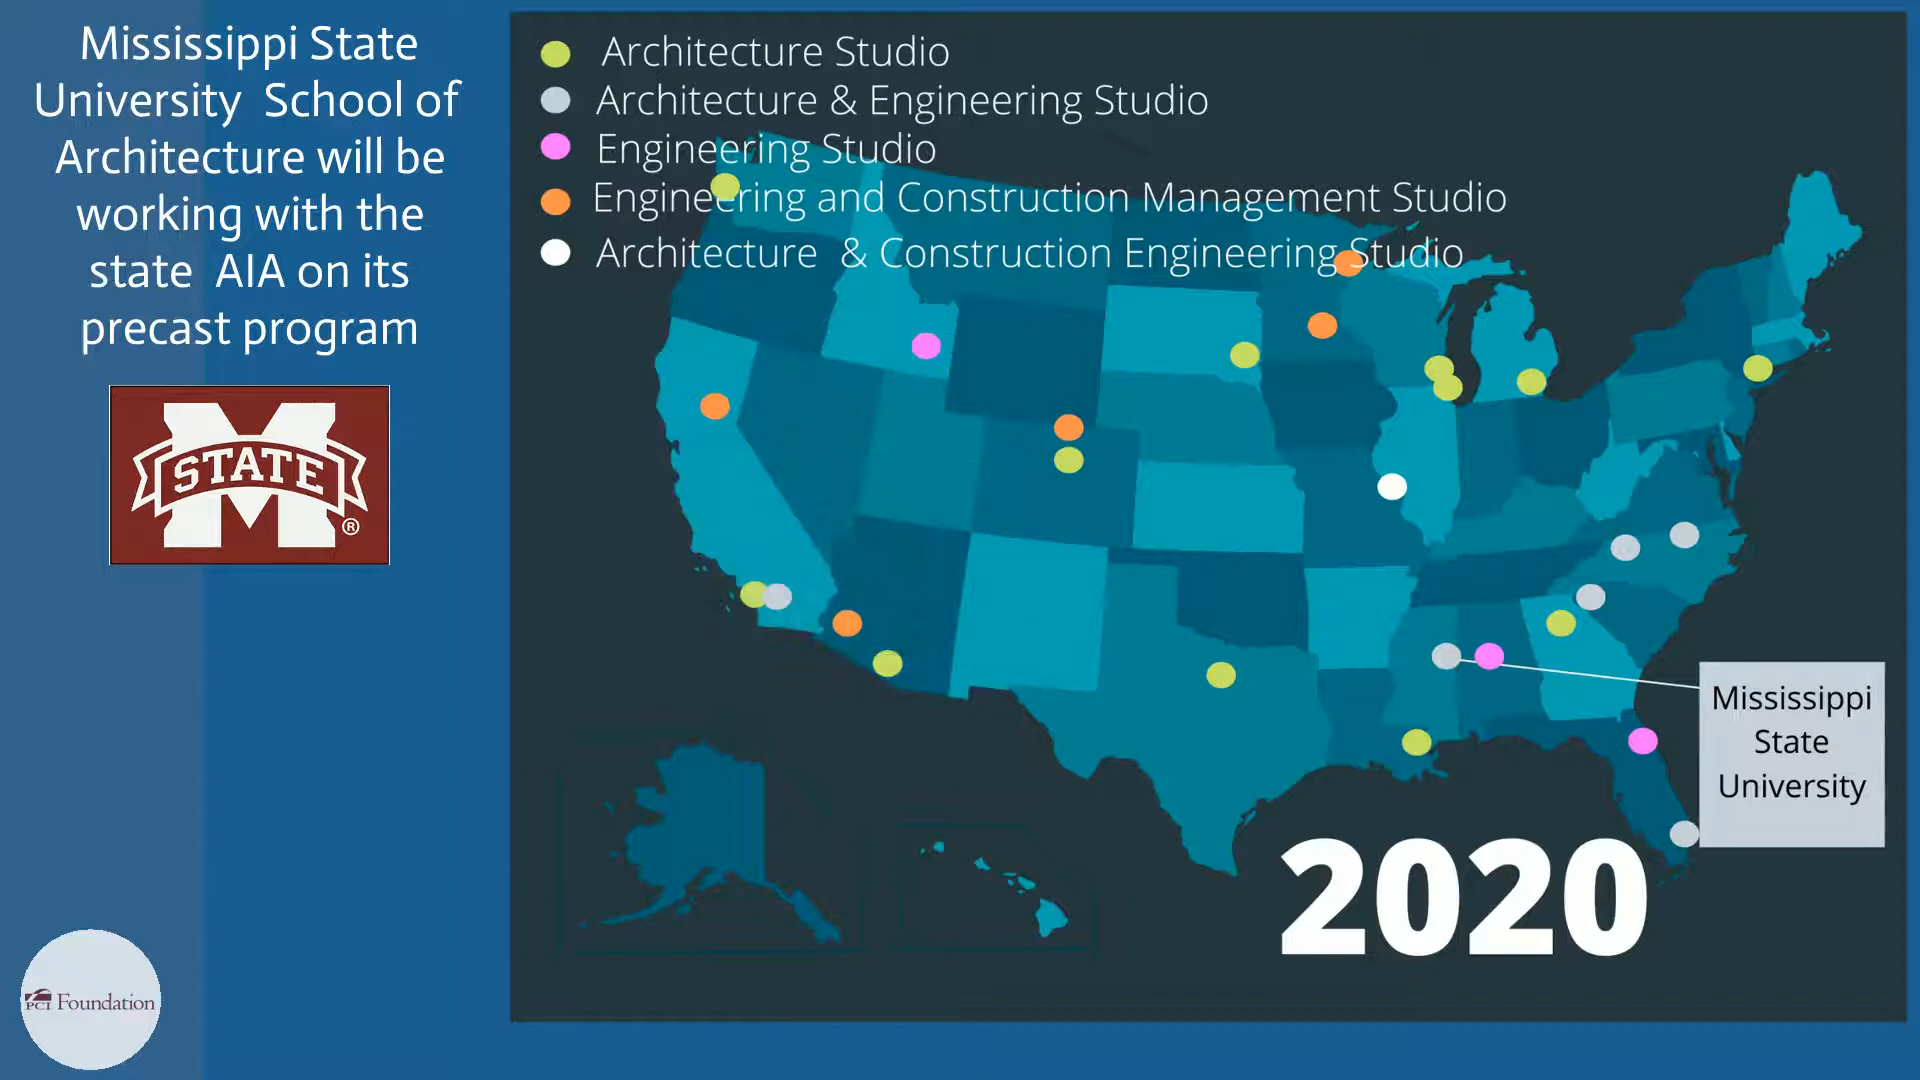 Mississippi State
University School of
Architecture will be
working with the
state AIA on its
precast program
STATE
®
PCI Foundation
Architecture Studio
Architecture & Engineering Studio
Engineering Studio
Engineering and Construction Management Studio
Architecture & Construction Engineering Studio
Mississippi
State
University
2020